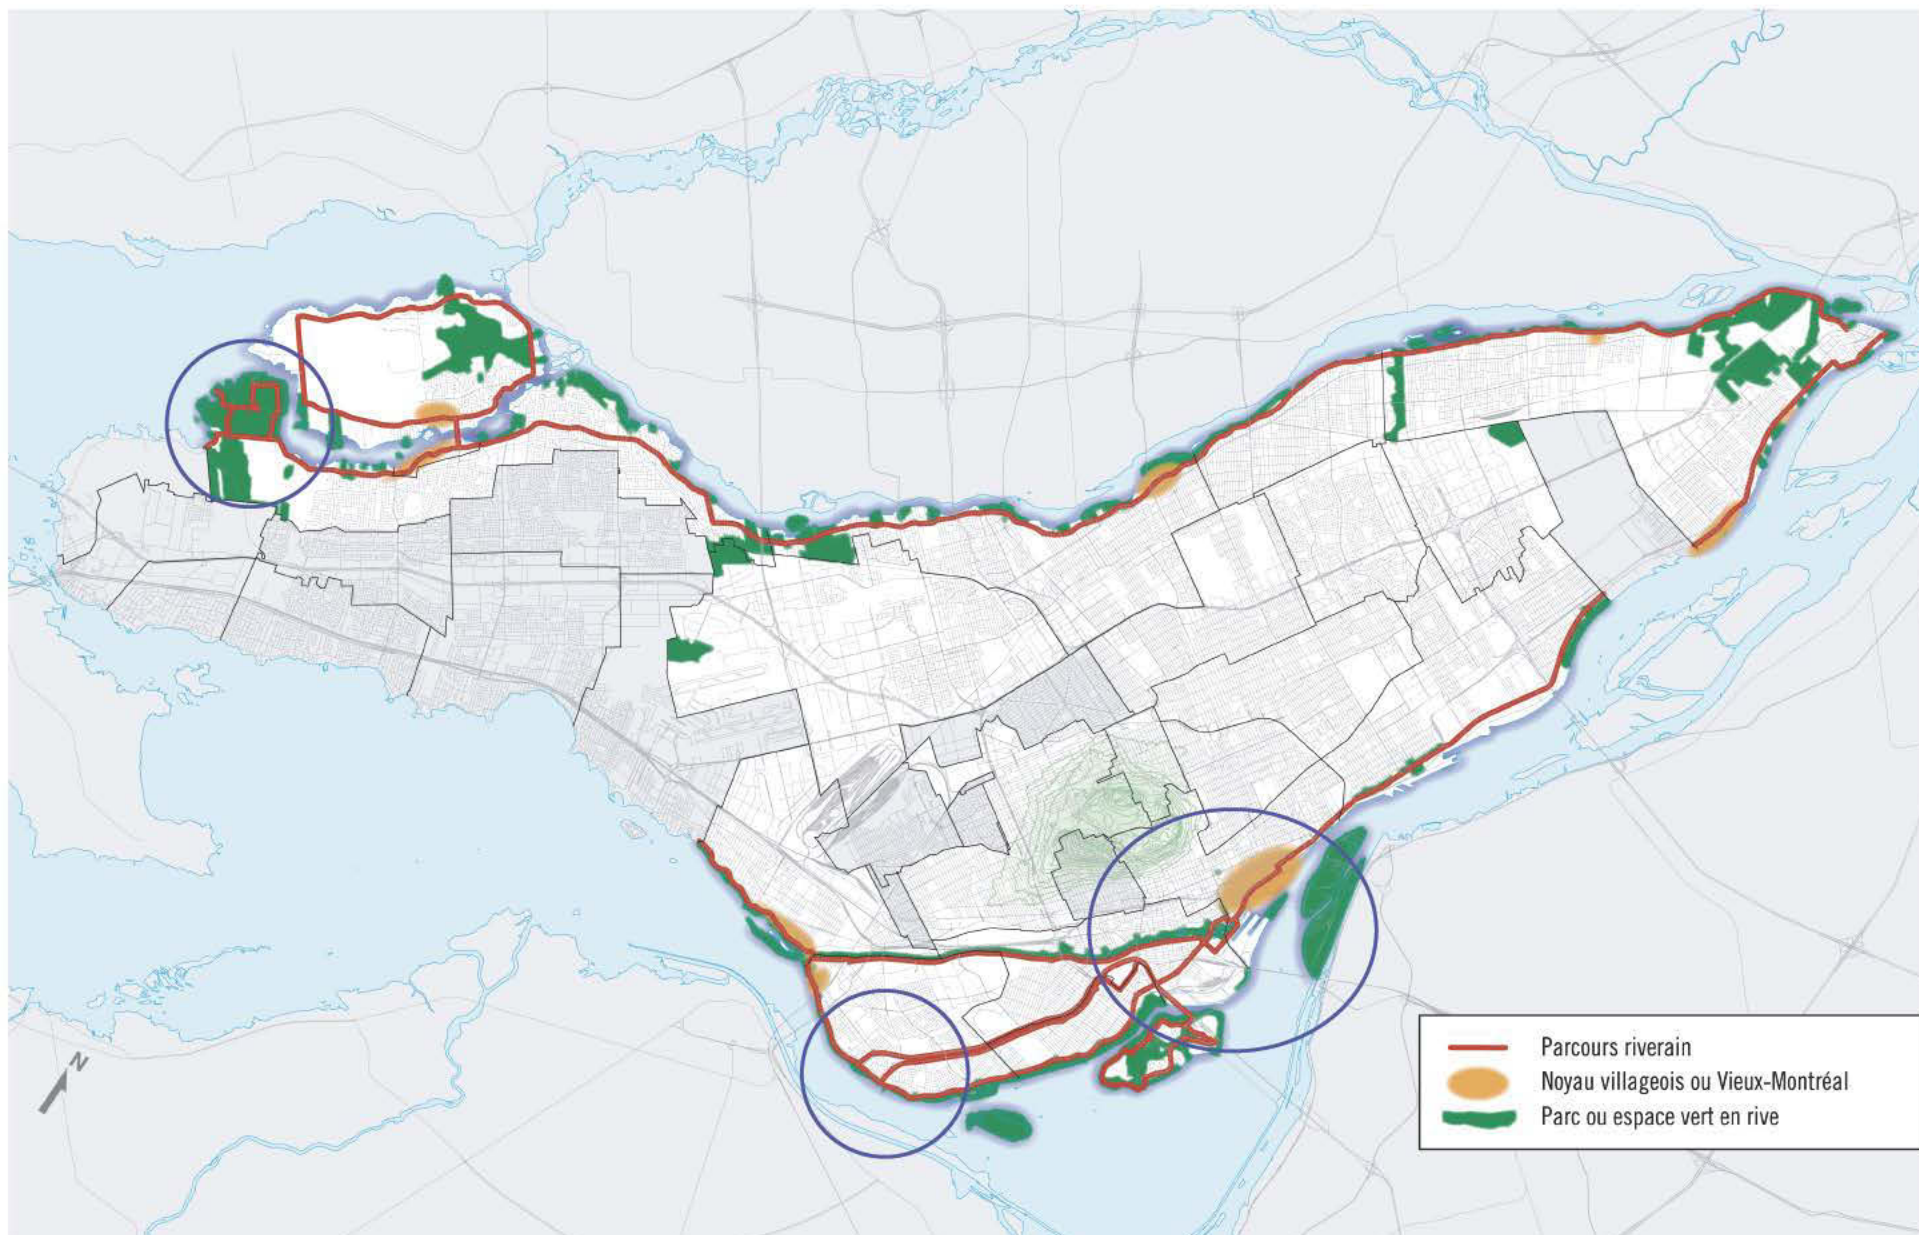 N
Parcours riverain
Noyau villageois ou Vieux-Montréal
Parc ou espace vert en rive